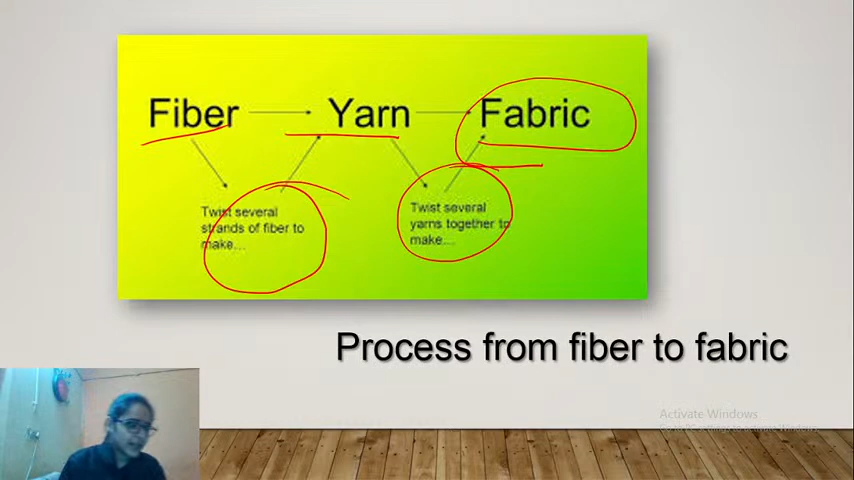 Fiber Yarn Fabric
Twist several
strands of fiber to
make...
Twist several
yarns together to
make...
Process from fiber to fabric
Activate Windows